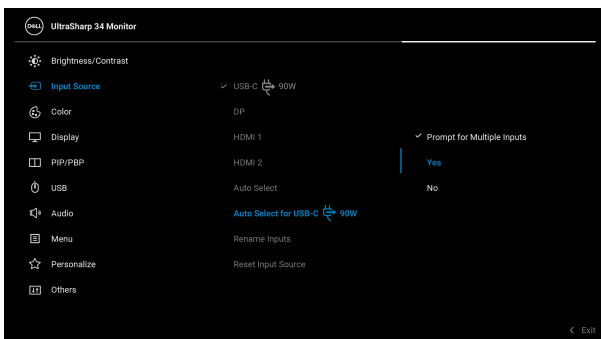 DELL UltraSharp 34 Monitor
Brightness/Contrast
Input Source
Color
Display
PIP/PBP
USB
Audio
Menu
Personalize
Others
USB-C 90W
DP
HDMI 1
HDMI 2
Auto Select
Auto Select for USB-C 90W
Rename Inputs
Reset Input Source
Prompt for Multiple Inputs
Yes
No
Exit